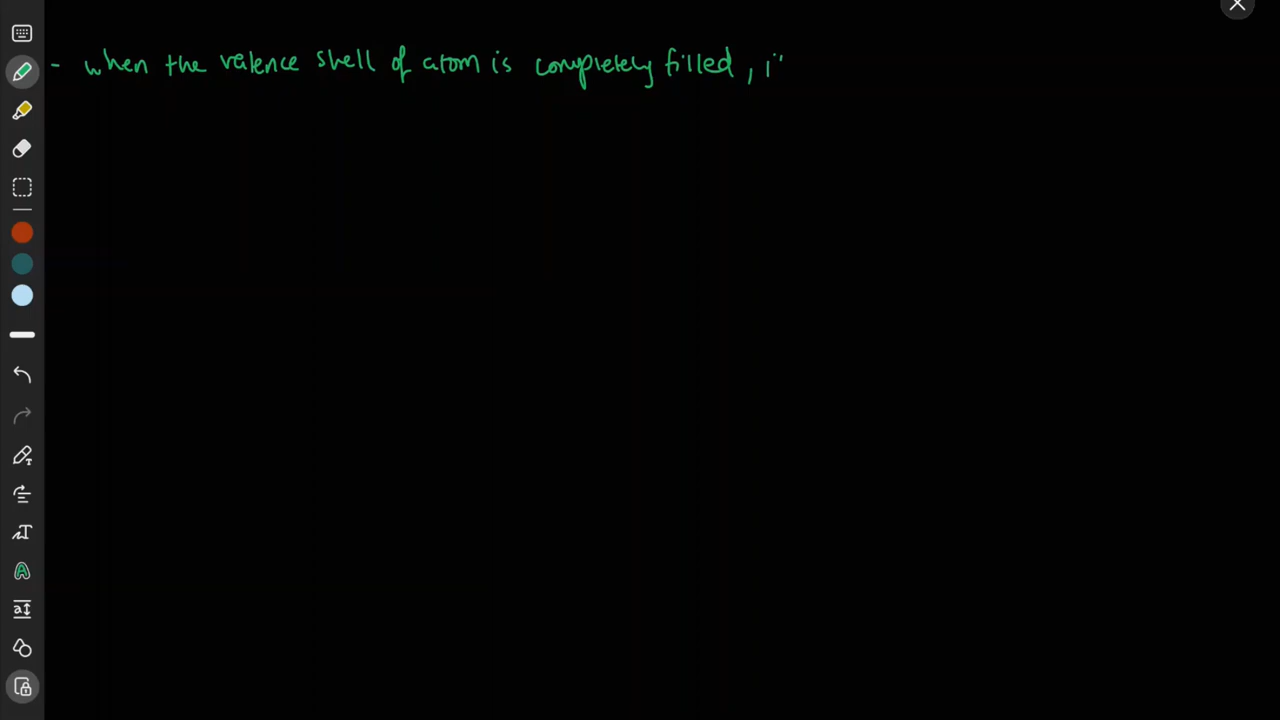 - when the valence shell of atom is completely filled,